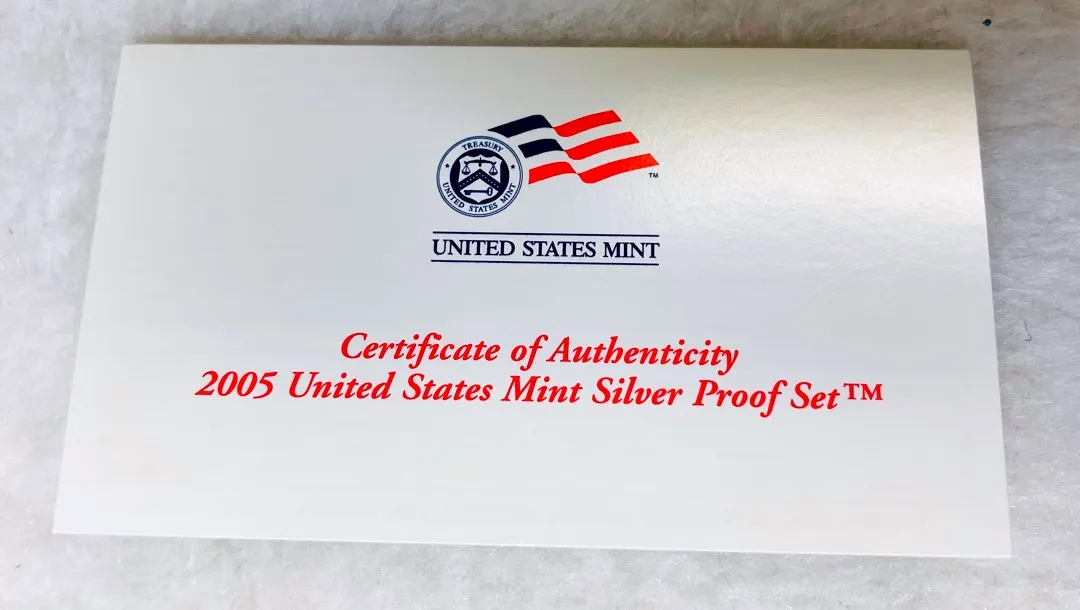 TREASURY
UNITED STATES MINT
TM
UNITED STATES MINT
Certificate of Authenticity
2005 United States Mint Silver Proof Set™